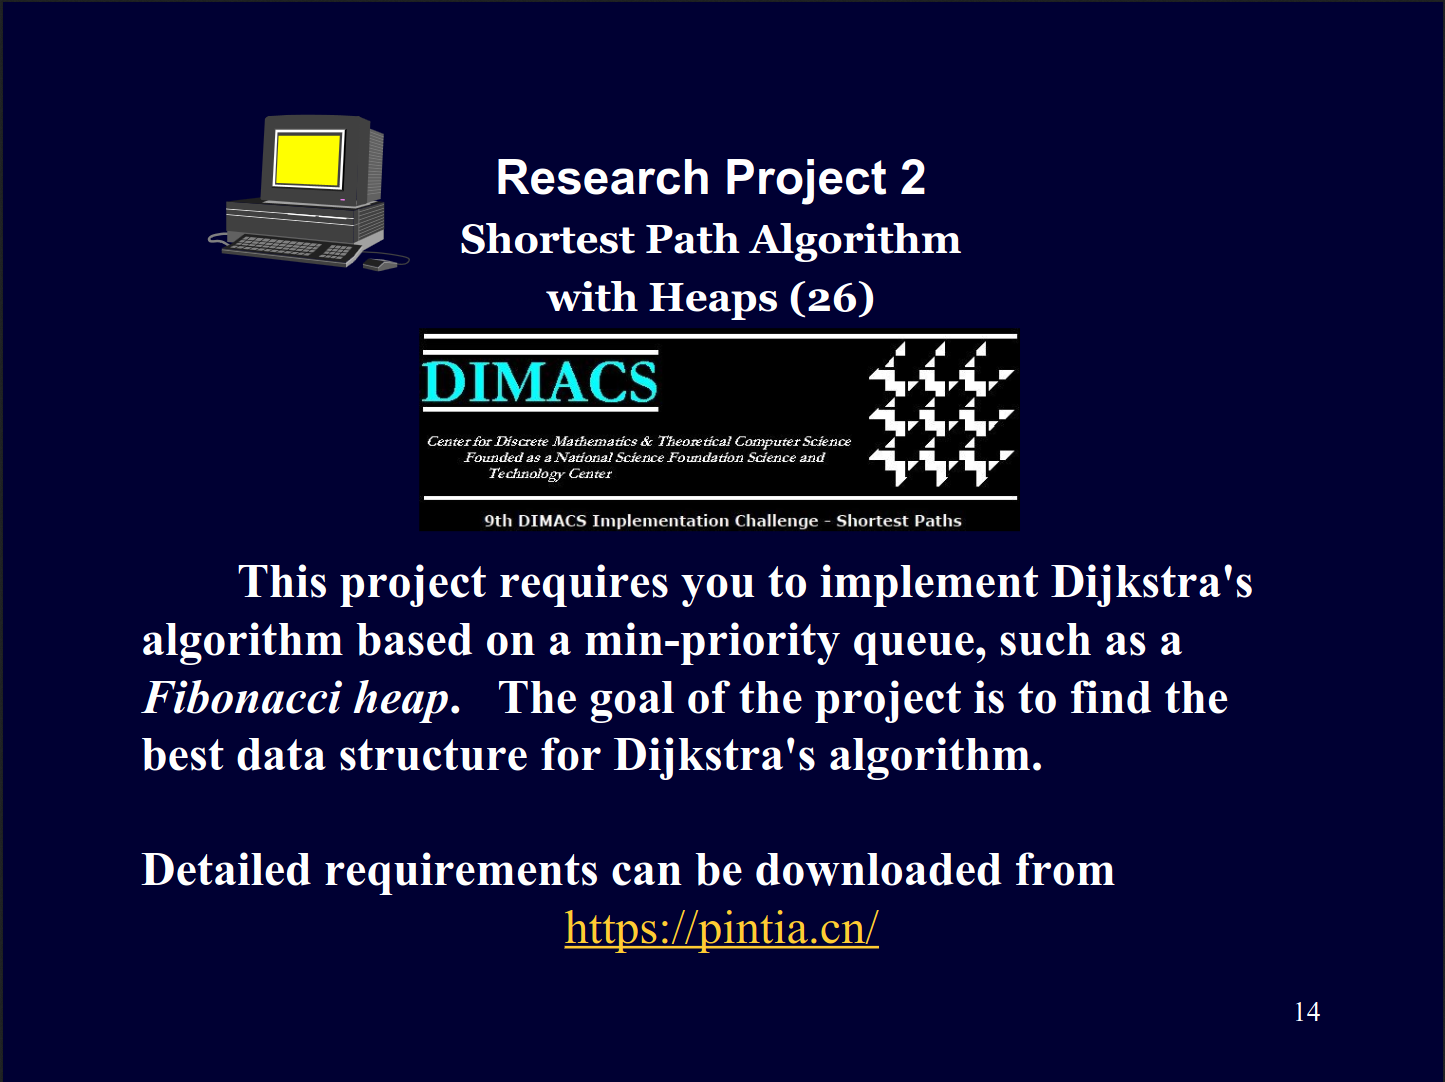 Research Project 2
Shortest Path Algorithm
with Heaps (26)
DIMACS
Center for Discrete Mathematics & Theoretical Computer Science
Founded as a National Science Foundation Science and
Technology Center
9th DIMACS Implementation Challenge - Shortest Paths
This project requires you to implement Dijkstra's
algorithm based on a min-priority queue, such as a
Fibonacci heap. The goal of the project is to find the
best data structure for Dijkstra's algorithm.
Detailed requirements can be downloaded from
https://pintia.cn/
14